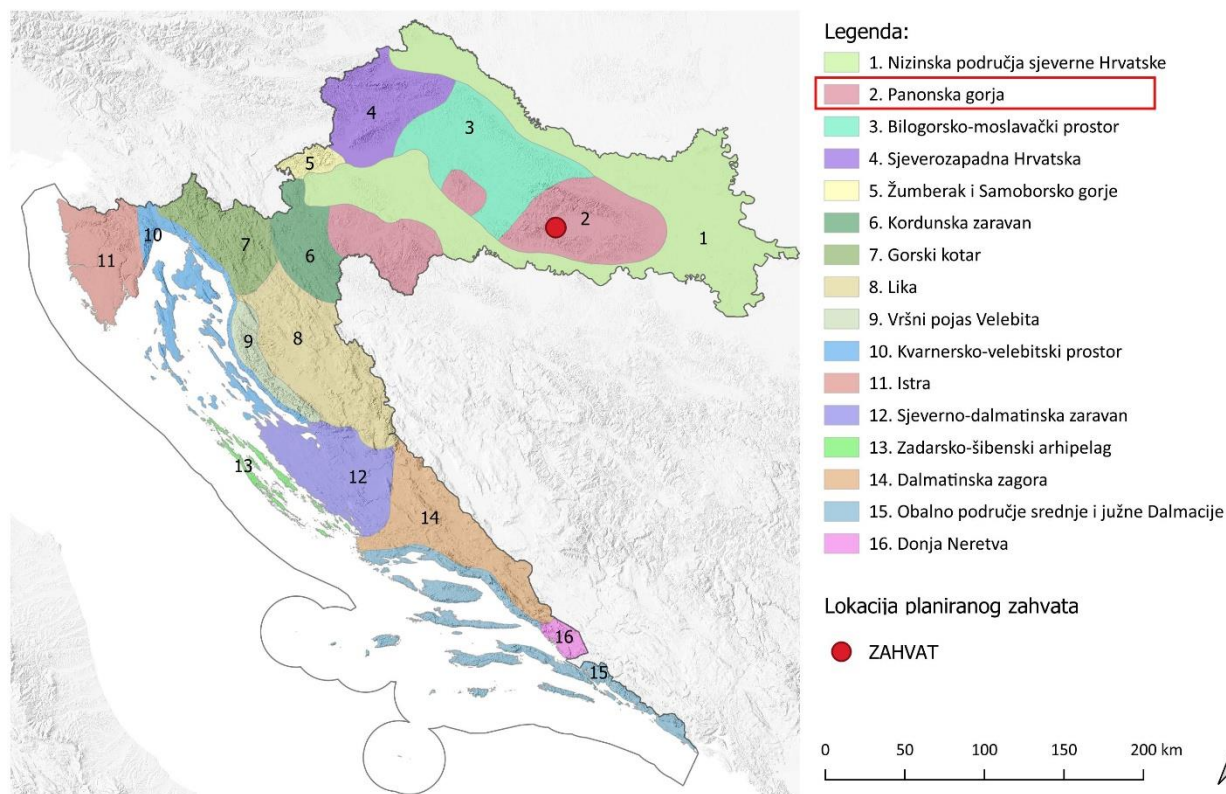 Legenda:
1. Nizinska područja sjeverne Hrvatske
2. Panonska gorja
3. Bilogorsko-moslavački prostor
4. Sjeverozapadna Hrvatska
5. Žumberak i Samoborsko gorje
6. Kordunska zaravan
7. Gorski kotar
8. Lika
9. Vršni pojas Velebita
10. Kvarnersko-velebitski prostor
11. Istra
12. Sjeverno-dalmatinska zaravan
13. Zadarsko-šibenski arhipelag
14. Dalmatinska zagora
15. Obalno područje srednje i južne Dalmacije
16. Donja Neretva
Lokacija planiranog zahvata
ZAHVAT
0 50 100 150 200 km
4
3
5
2
1
10
11
7
6
8
9
13
12
14
16
15